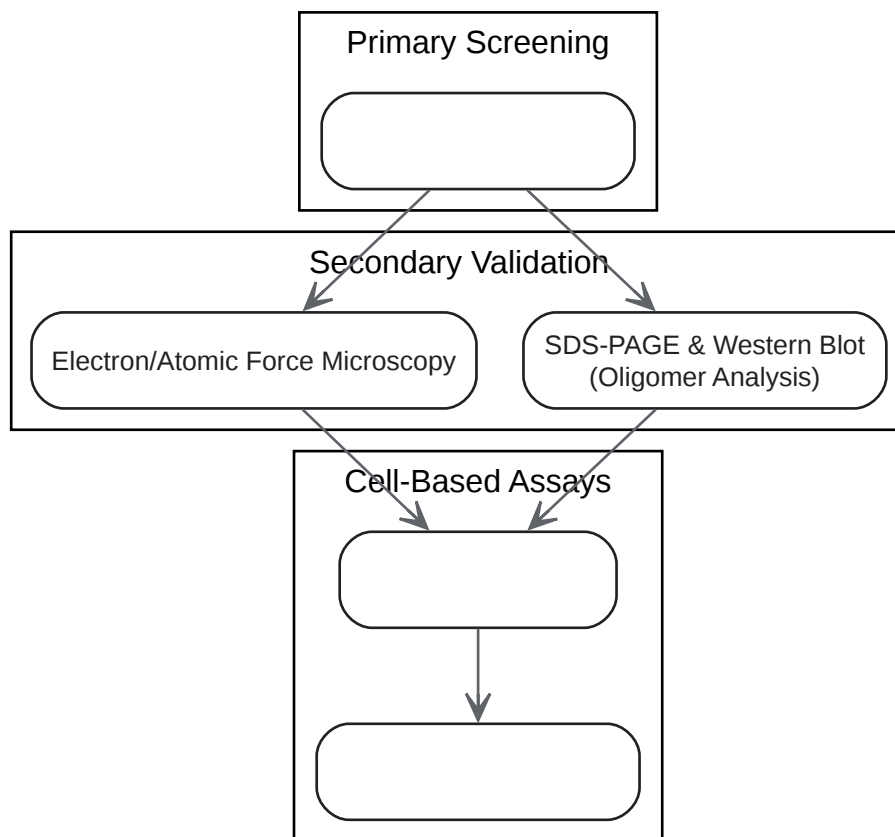 Primary Screening
Secondary Validation
Electron/Atomic Force Microscopy
SDS-PAGE & Western Blot
(Oligomer Analysis)
Cell-Based Assays